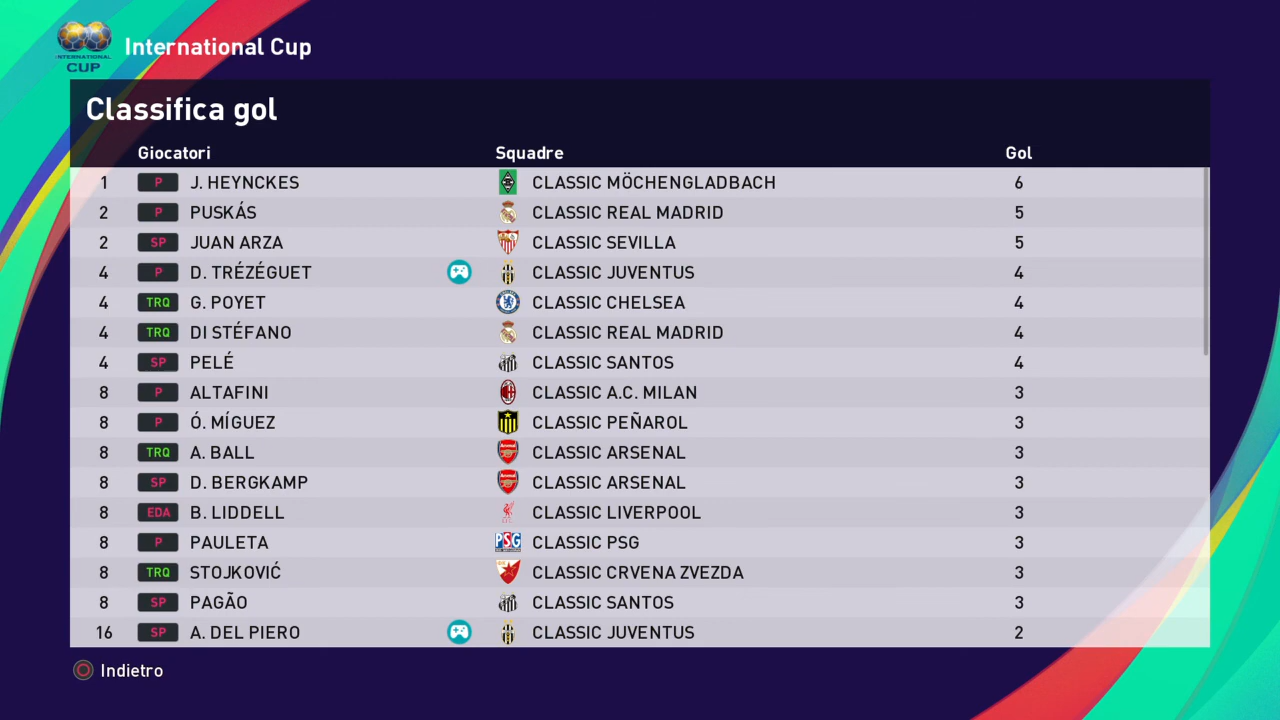 INTERNATIONAL
CUP
International Cup
Classifica gol
Giocatori Squadre Gol
1 P J. HEYNCKES CLASSIC MÖCHENGLADBACH 6
2 P PUSKÁS CLASSIC REAL MADRID 5
2 SP JUAN ARZA CLASSIC SEVILLA 5
4 P D. TRÉZÉGUET CLASSIC JUVENTUS 4
4 TRQ G. POYET CLASSIC CHELSEA 4
4 TRQ DI STÉFANO CLASSIC REAL MADRID 4
4 SP PELÉ CLASSIC SANTOS 4
8 P ALTAFINI CLASSIC A.C. MILAN 3
8 P Ó. MÍGUEZ CLASSIC PEÑAROL 3
8 TRQ A. BALL CLASSIC ARSENAL 3
8 SP D. BERGKAMP CLASSIC ARSENAL 3
8 EDA B. LIDDELL CLASSIC LIVERPOOL 3
8 P PAULETA PSG CLASSIC PSG 3
8 TRQ STOJKOVIĆ CLASSIC CRVENA ZVEZDA 3
8 SP PAGÃO CLASSIC SANTOS 3
16 SP A. DEL PIERO CLASSIC JUVENTUS 2
Indietro